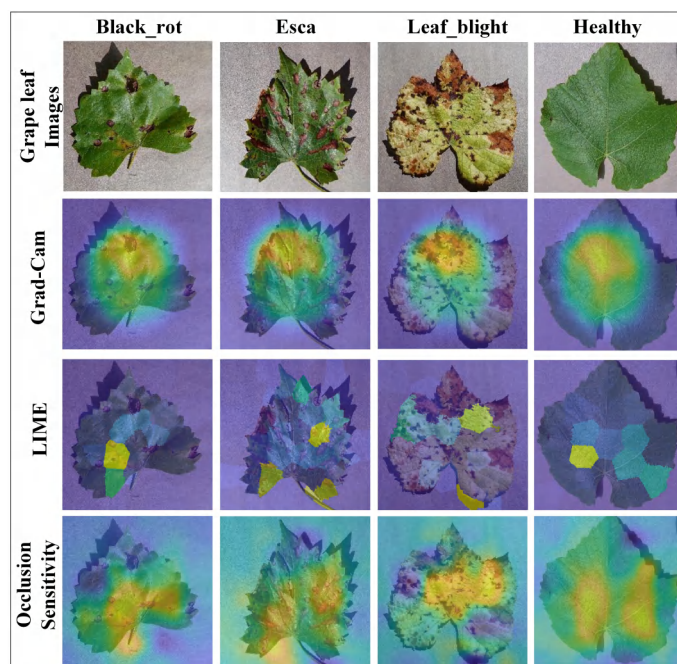 Black_rot
Esca
Leaf_blight
Healthy
Grape leaf
Images
Grad-Cam
LIME
Occlusion
Sensitivity